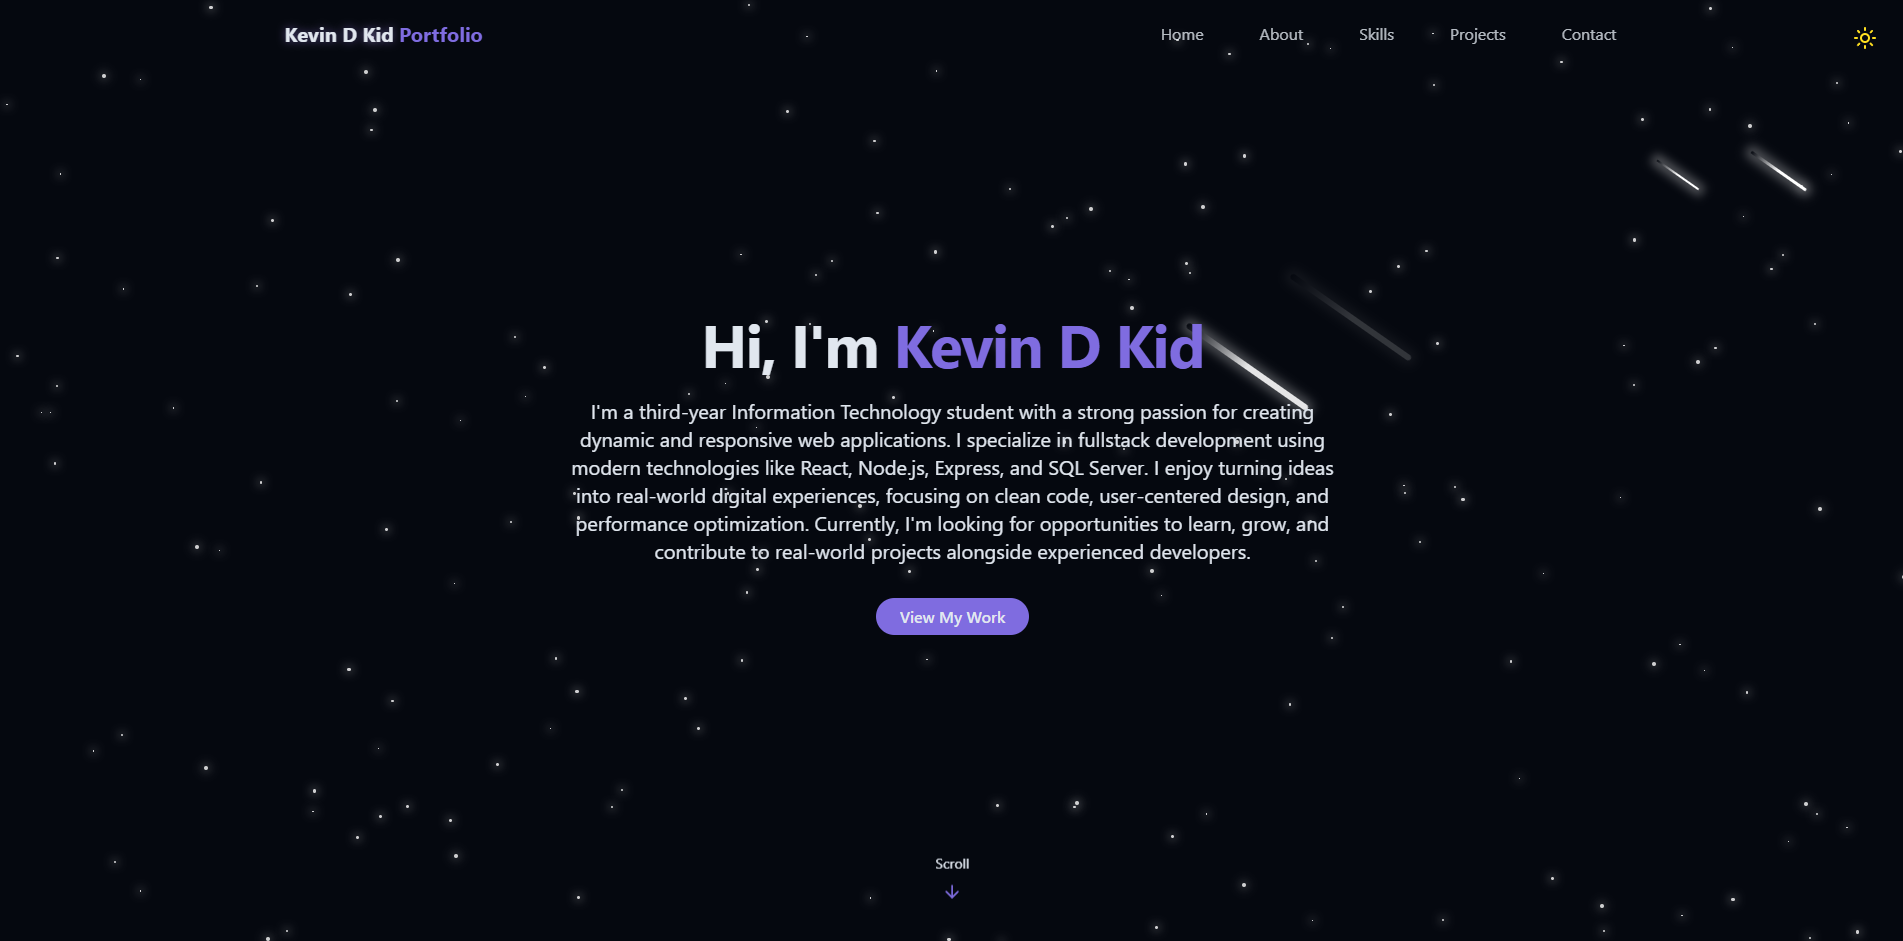 Kevin D Kid Portfolio
Home About Skills Projects Contact
Hi, I'm Kevin D Kid
I'm a third-year Information Technology student with a strong passion for creating
dynamic and responsive web applications. I specialize in fullstack development using
modern technologies like React, Node.js, Express, and SQL Server. I enjoy turning ideas
into real-world digital experiences, focusing on clean code, user-centered design, and
performance optimization. Currently, I'm looking for opportunities to learn, grow, and
contribute to real-world projects alongside experienced developers.
View My Work
Scroll